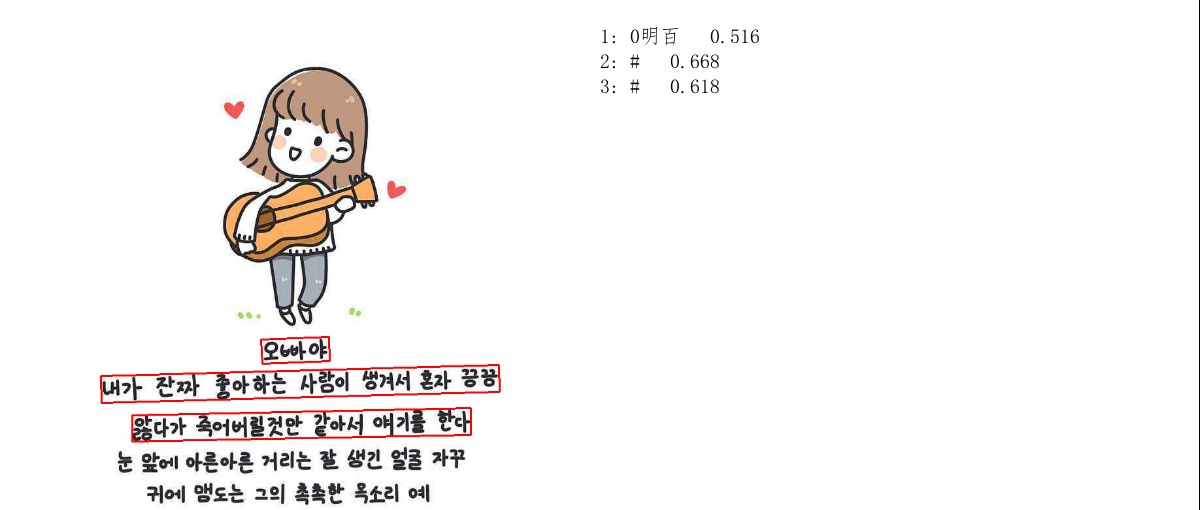 오빠야
내가 잔짜 좋아하는 사람이 생겨서 혼자 끙끙
앓다가 죽어버릴것만 같아서 얘기를 한다
눈 앞에 아른아른 거리는 잘 생긴 얼굴 자꾸
귀에 맴도는 그의 촉촉한 목소리 예
1: 0明百 0.516
2: # 0.668
3: # 0.618